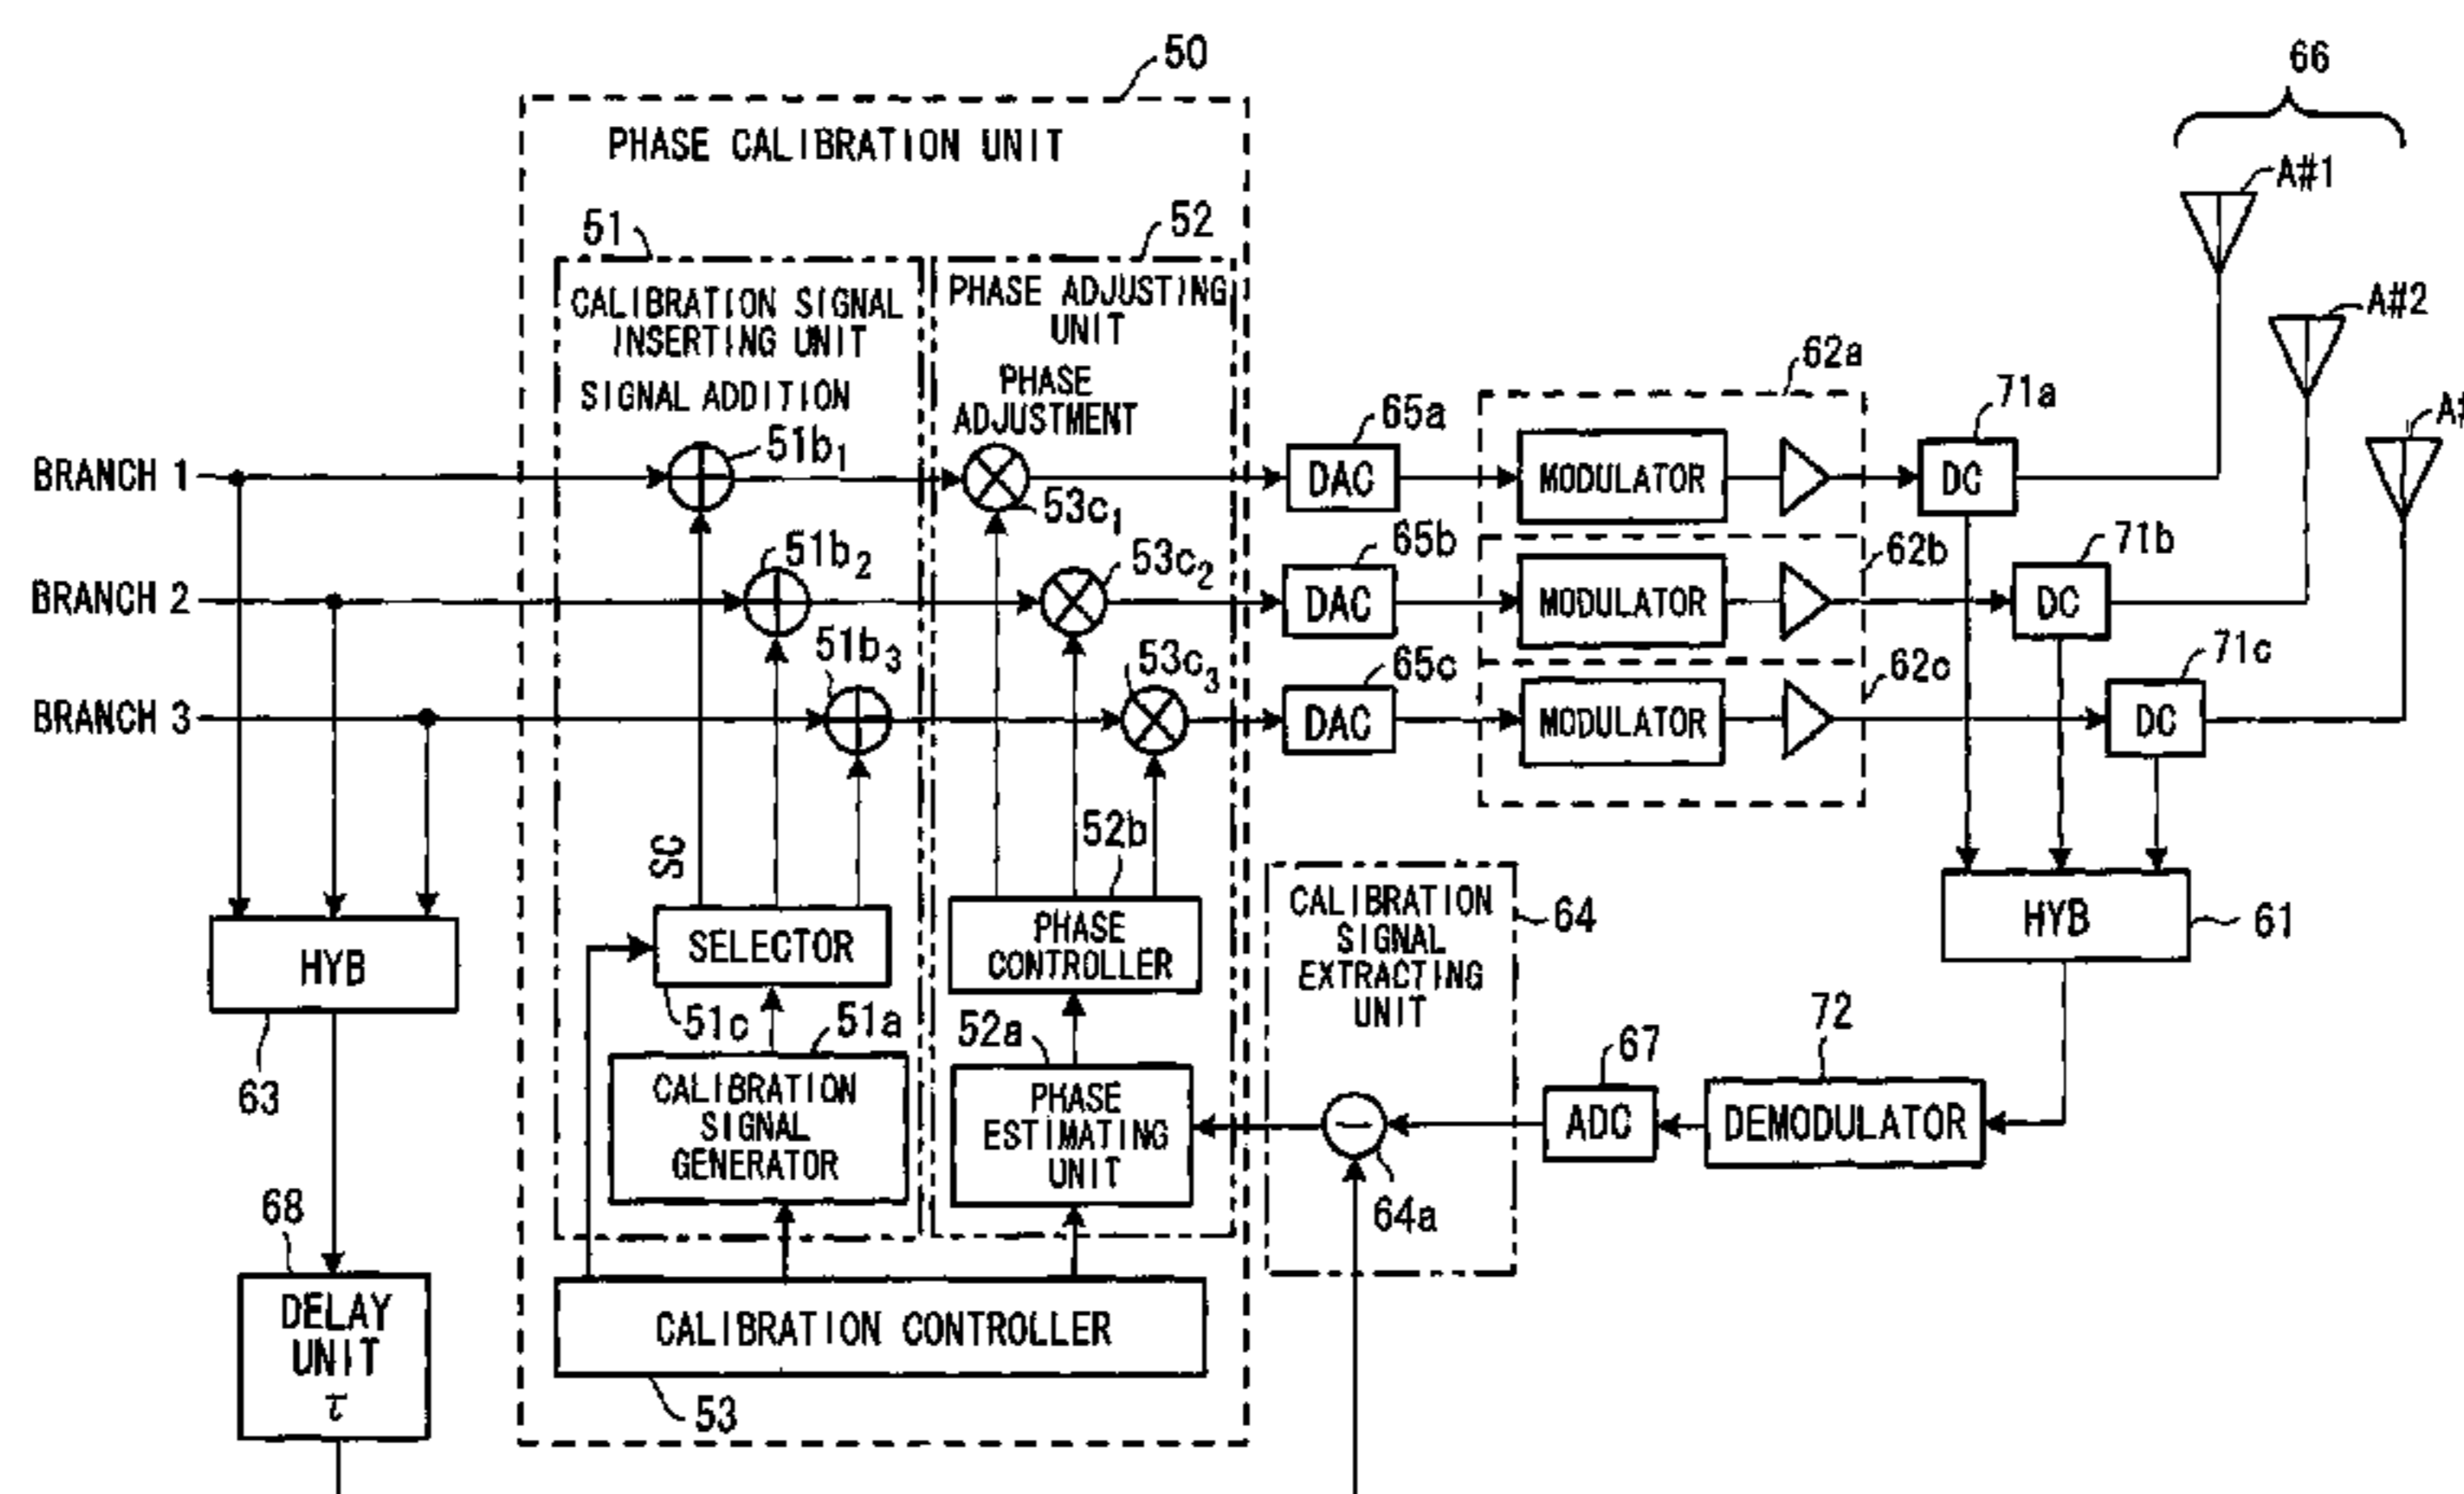 50
66
PHASE CALIBRATION UNIT
A#1
51
52
CALIBRATION SIGNAL
INSERTING UNIT
PHASE ADJUSTING
UNIT
A#2
SIGNAL ADDITION
PHASE
ADJUSTMENT
62a
71a
65a
A#
BRANCH 1
51b1
53c1
DAC
MODULATOR
DC
BRANCH 2
51b2
53c2
65b
62b
71b
DAC
MODULATOR
DC
BRANCH 3
51b3
53c3
65c
62c
71c
DAC
MODULATOR
DC
SC
52b
HYB
63
SELECTOR
51c
PHASE
CONTROLLER
CALIBRATION
SIGNAL
EXTRACTING
UNIT
64
HYB
61
51a
CALIBRATION
SIGNAL
GENERATOR
52a
PHASE
ESTIMATING
UNIT
64a
67
ADC
72
DEMODULATOR
68
DELAY
UNIT
τ
CALIBRATION CONTROLLER
53